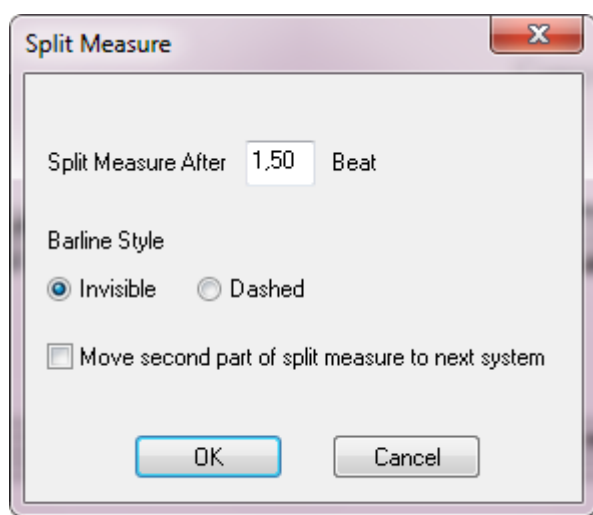 Split Measure
Split Measure After 1,50 Beat
Barline Style
Invisible Dashed
Move second part of split measure to next system
OK Cancel